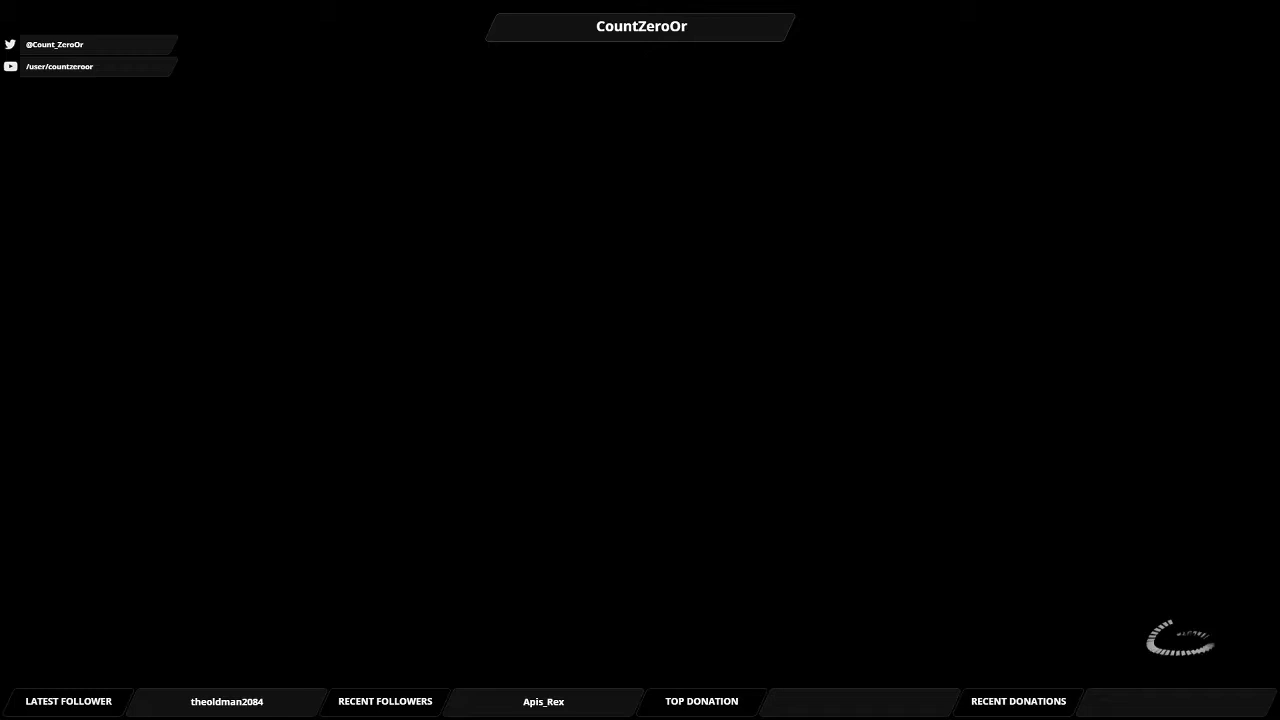 CountZeroOr
@Count_ZeroOr
/user/countzeroor
LATEST FOLLOWER
theoldman2084
RECENT FOLLOWERS
Apis_Rex
TOP DONATION
RECENT DONATIONS